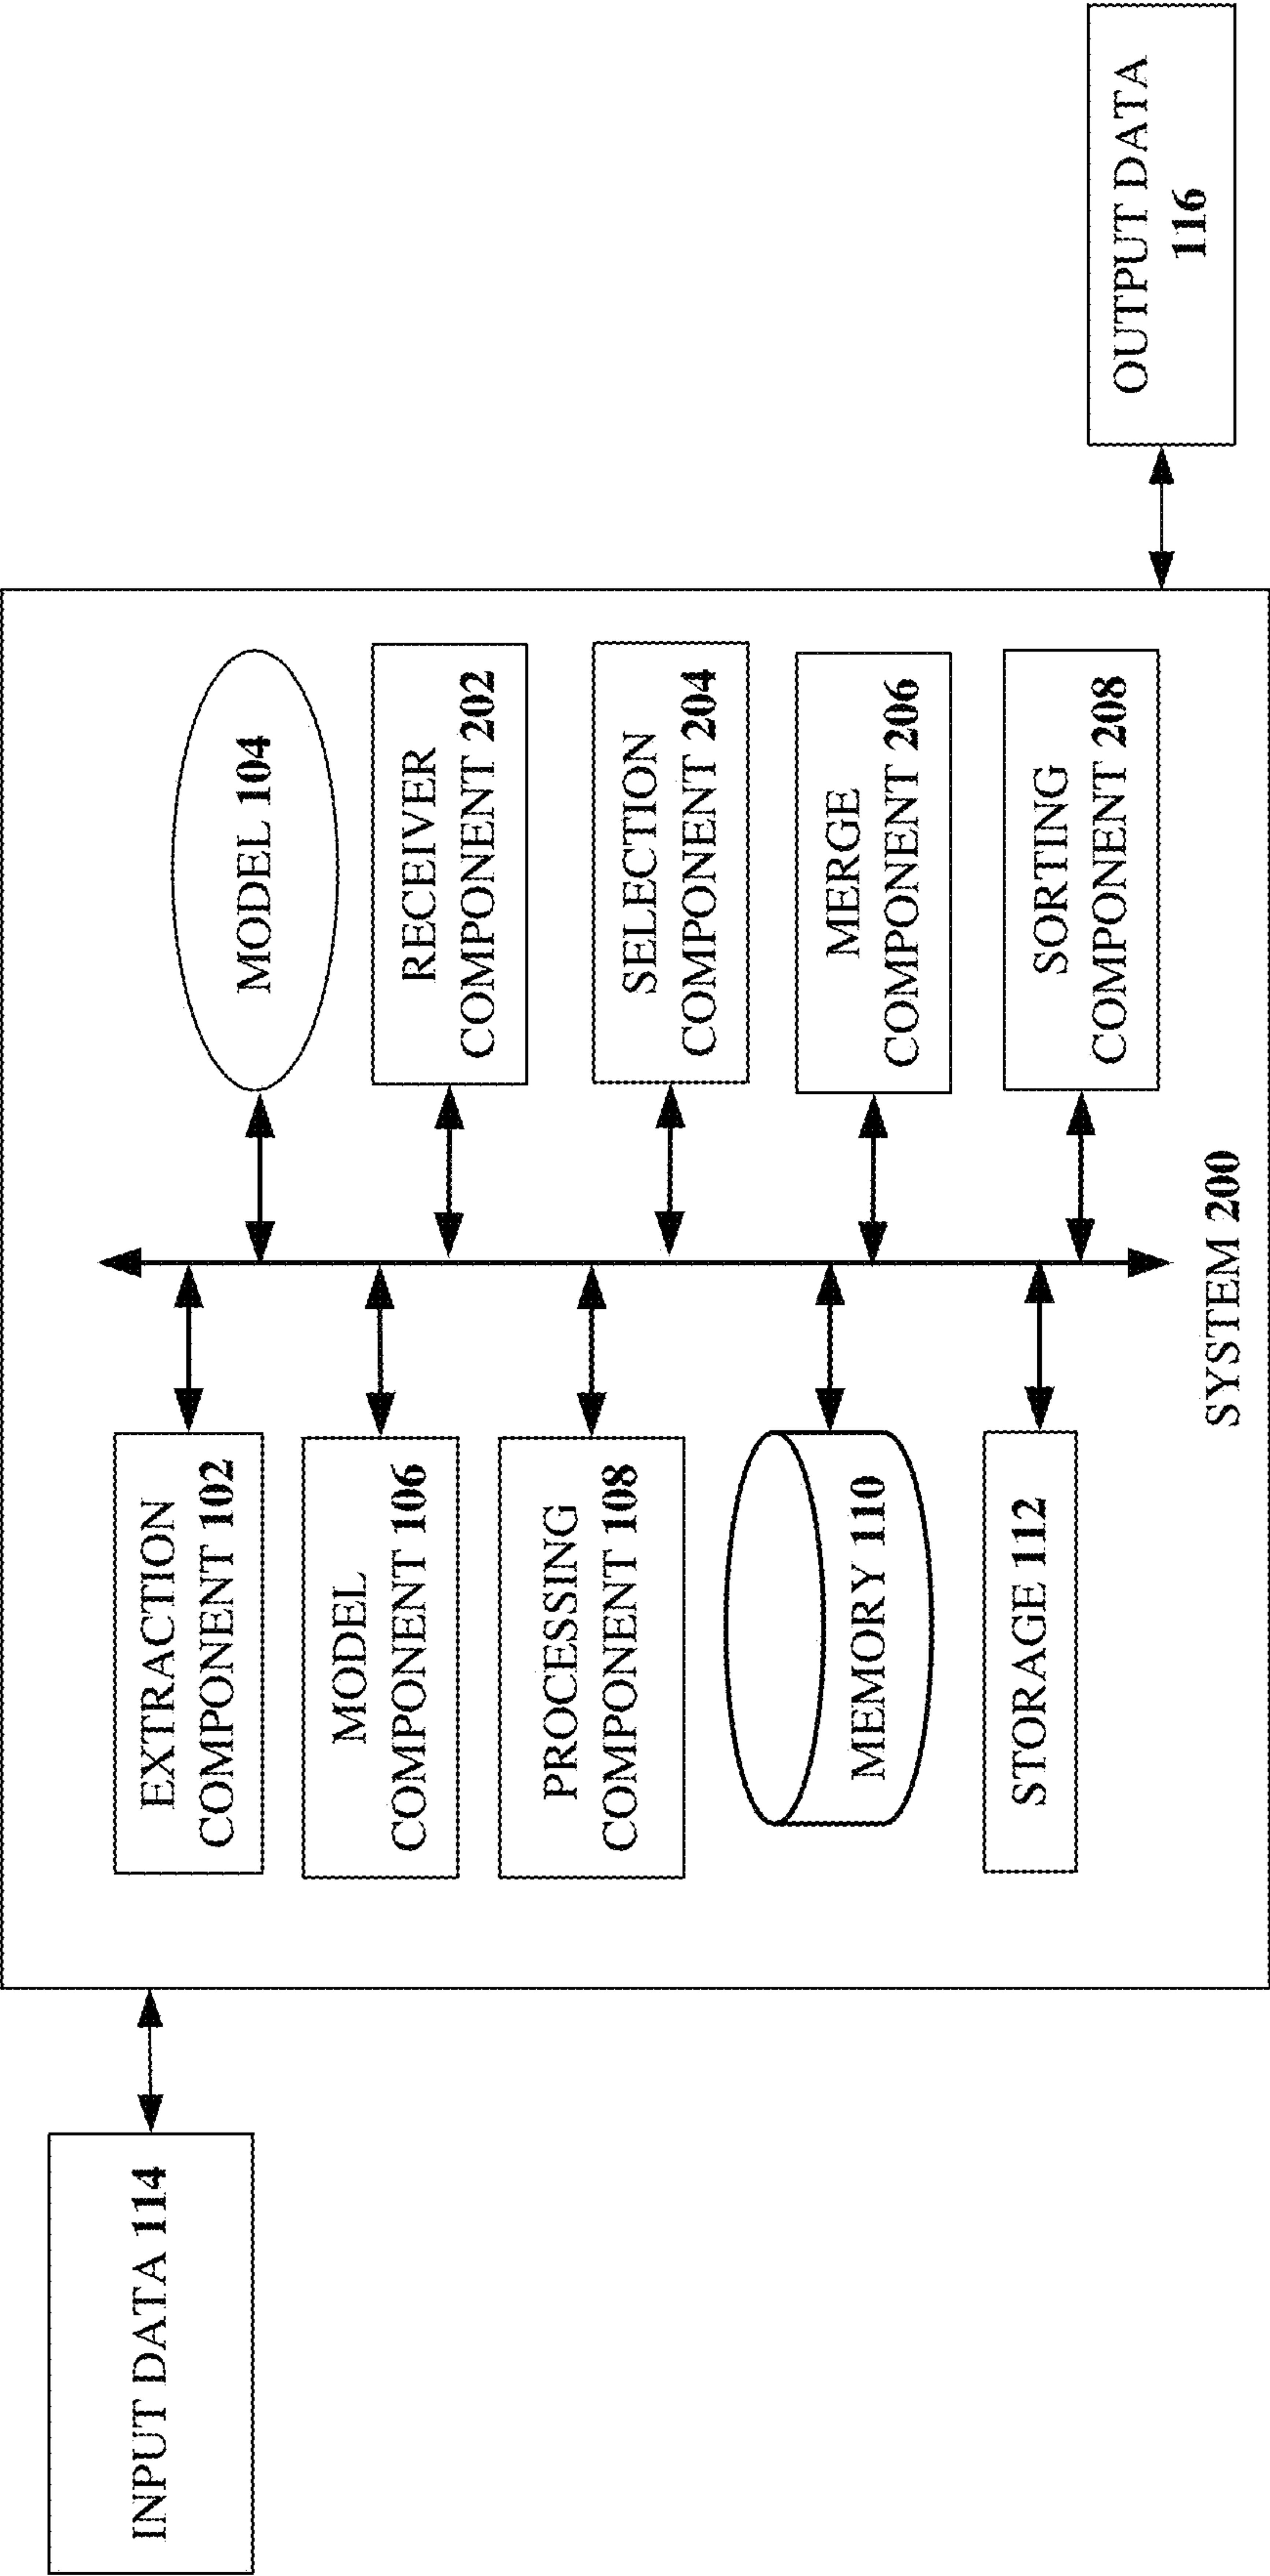 INPUT DATA 114
EXTRACTION
COMPONENT 102
MODEL
COMPONENT 106
PROCESSING
COMPONENT 108
MEMORY 110
STORAGE 112
MODEL 104
RECEIVER
COMPONENT 202
SELECTION
COMPONENT 204
MERGE
COMPONENT 206
SORTING
COMPONENT 208
SYSTEM 200
OUTPUT DATA
116